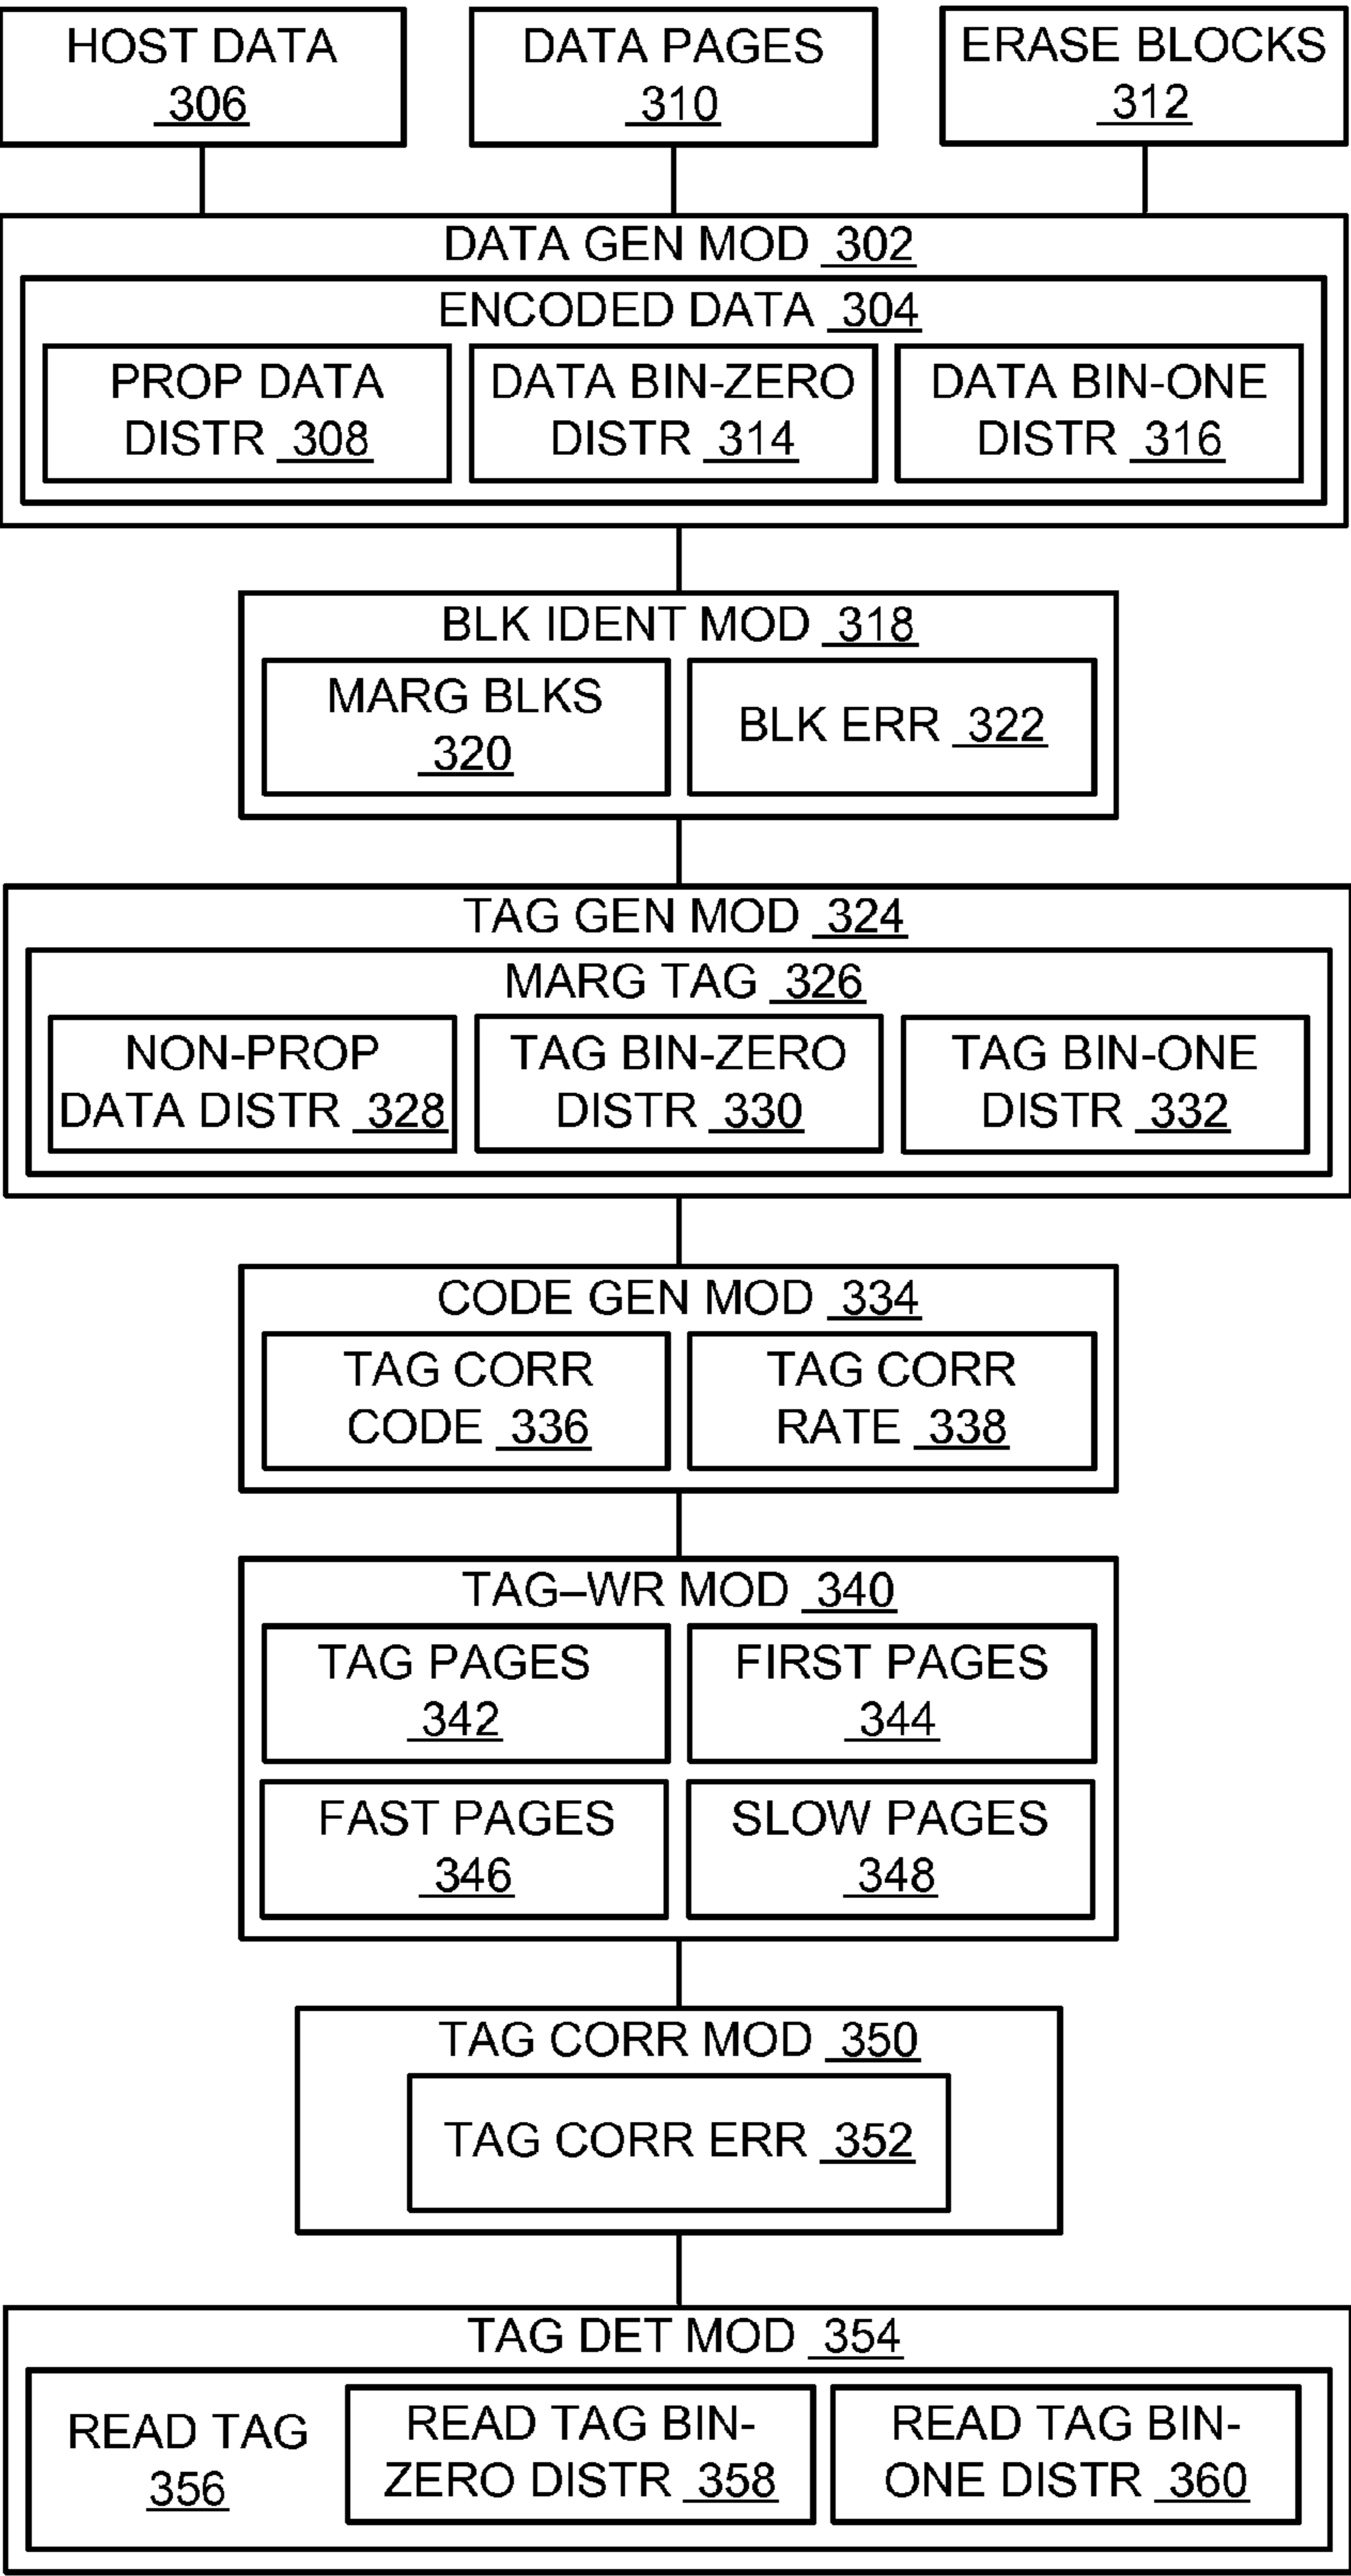 HOST DATA
306
DATA PAGES
310
ERASE BLOCKS
312
DATA GEN MOD 302
ENCODED DATA 304
PROP DATA
DISTR 308
DATA BIN-ZERO
DISTR 314
DATA BIN-ONE
DISTR 316
BLK IDENT MOD 318
MARG BLKS
320
BLK ERR 322
TAG GEN MOD 324
MARG TAG 326
NON-PROP
DATA DISTR 328
TAG BIN-ZERO
DISTR 330
TAG BIN-ONE
DISTR 332
CODE GEN MOD 334
TAG CORR
CODE 336
TAG CORR
RATE 338
TAG–WR MOD 340
TAG PAGES
342
FIRST PAGES
344
FAST PAGES
346
SLOW PAGES
348
TAG CORR MOD 350
TAG CORR ERR 352
TAG DET MOD 354
READ TAG
356
READ TAG BIN-
ZERO DISTR 358
READ TAG BIN-
ONE DISTR 360